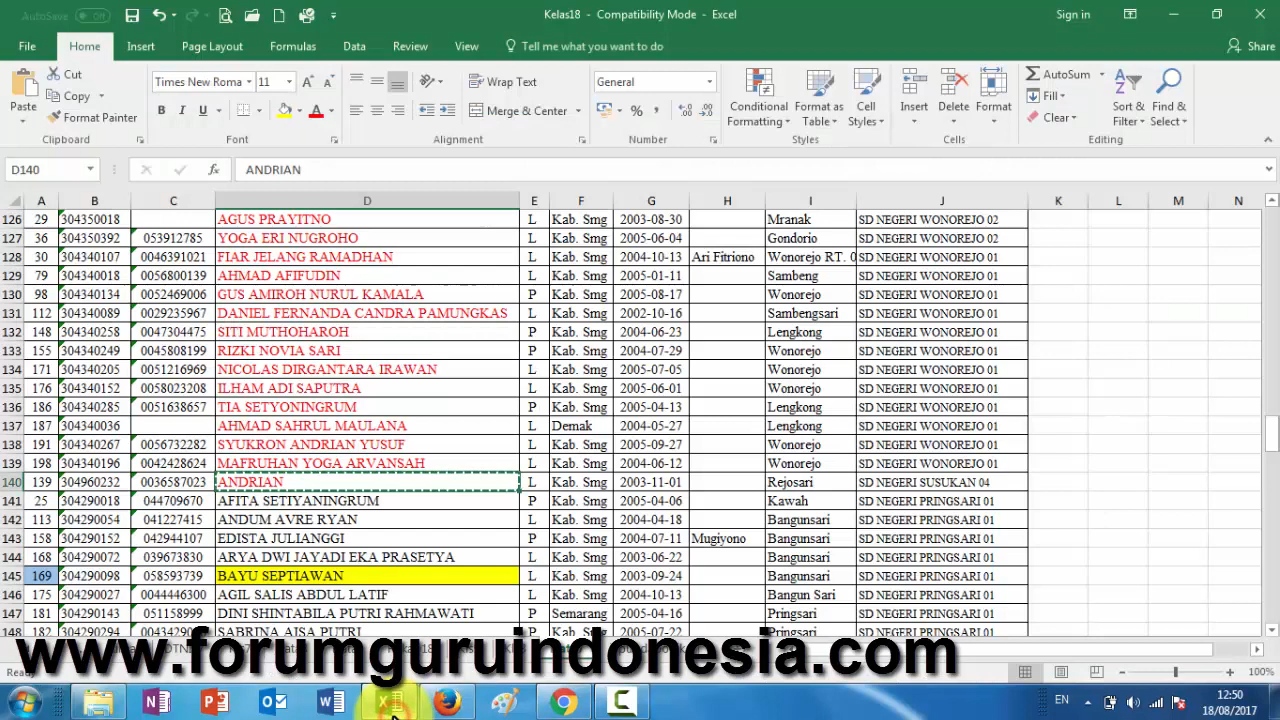 AutoSave Off
Kelas18 - Compatibility Mode - Excel
Sign in
File Home Insert Page Layout Formulas Data Review View Tell me what you want to do Share
Paste
Cut
Copy
Format Painter
Clipboard
Times New Roma 11
B I U
Font
Wrap Text
Merge & Center
Alignment
General
Number
Conditional Formatting
Format as Table
Cell Styles
Styles
Insert
Delete
Format
Cells
AutoSum
Fill
Clear
Sort & Filter
Find & Select
Editing
D140 fx ANDRIAN
A B C D E F G H I J K L M N
126 29 304350018 AGUS PRAYITNO L Kab. Smg 2003-08-30 Mranak SD NEGERI WONOREJO 02
127 36 304350392 053912785 YOGA ERI NUGROHO L Kab. Smg 2005-06-04 Gondorio SD NEGERI WONOREJO 02
128 30 304340107 0046391021 FIAR JELANG RAMADHAN L Kab. Smg 2004-10-13 Ari Fitriono Wonorejo RT. 0 SD NEGERI WONOREJO 01
129 79 304340018 0056800139 AHMAD AFIFUDIN L Kab. Smg 2005-01-11 Sambeng SD NEGERI WONOREJO 01
130 98 304340134 0052469006 GUS AMIROH NURUL KAMALA P Kab. Smg 2005-08-17 Wonorejo SD NEGERI WONOREJO 01
131 112 304340089 0029235967 DANIEL FERNANDA CANDRA PAMUNGKAS L Kab. Smg 2002-10-16 Sambengsari SD NEGERI WONOREJO 01
132 148 304340258 0047304475 SITI MUTHOHAROH P Kab. Smg 2004-06-23 Lengkong SD NEGERI WONOREJO 01
133 155 304340249 0045808199 RIZKI NOVIA SARI P Kab. Smg 2004-07-29 Wonorejo SD NEGERI WONOREJO 01
134 171 304340205 0051216969 NICOLAS DIRGANTARA IRAWAN L Kab. Smg 2005-07-05 Wonorejo SD NEGERI WONOREJO 01
135 176 304340152 0058023208 ILHAM ADI SAPUTRA L Kab. Smg 2005-06-01 Wonorejo SD NEGERI WONOREJO 01
136 186 304340285 0051638657 TIA SETYONINGRUM P Kab. Smg 2005-04-13 Lengkong SD NEGERI WONOREJO 01
137 187 304340036 AHMAD SAHRUL MAULANA L Demak 2004-05-27 Lengkong SD NEGERI WONOREJO 01
138 191 304340267 0056732282 SYUKRON ANDRIAN YUSUF L Kab. Smg 2005-09-27 Wonorejo SD NEGERI WONOREJO 01
139 198 304340196 0042428624 MAFRUHAN YOGA ARVANSAH L Kab. Smg 2004-06-12 Wonorejo SD NEGERI WONOREJO 01
140 139 304960232 0036587023 ANDRIAN L Kab. Smg 2003-11-01 Rejosari SD NEGERI SUSUKAN 04
141 25 304290018 044709670 AFITA SETIYANINGRUM P Kab. Smg 2005-04-06 Kawah SD NEGERI PRINGSARI 01
142 113 304290054 041227415 ANDUM AVRE RYAN L Kab. Smg 2004-04-18 Bangunsari SD NEGERI PRINGSARI 01
143 158 304290152 042944107 EDISTA JULIANGGI P Kab. Smg 2004-07-11 Mugiyono Bangunsari SD NEGERI PRINGSARI 01
144 168 304290072 039673830 ARYA DWI JAYADI EKA PRASETYA L Kab. Smg 2003-06-22 Bangunsari SD NEGERI PRINGSARI 01
145 169 304290098 058593739 BAYU SEPTIAWAN L Kab. Smg 2003-09-24 Bangunsari SD NEGERI PRINGSARI 01
146 175 304290027 0044446300 AGIL SALIS ABDUL LATIF L Kab. Smg 2004-10-13 Bangun Sari SD NEGERI PRINGSARI 01
147 181 304290143 051158999 DINI SHINTABILA PUTRI RAHMAWATI P Semarang 2005-04-16 Pringsari SD NEGERI PRINGSARI 01
148 182 304290294 SABRINA AISA PUTRI P Kab. Smg 2005-07-22 Pringsari SD NEGERI PRINGSARI 01
www.forumguruindonesia.com
100%
EN
12:50
18/08/2017